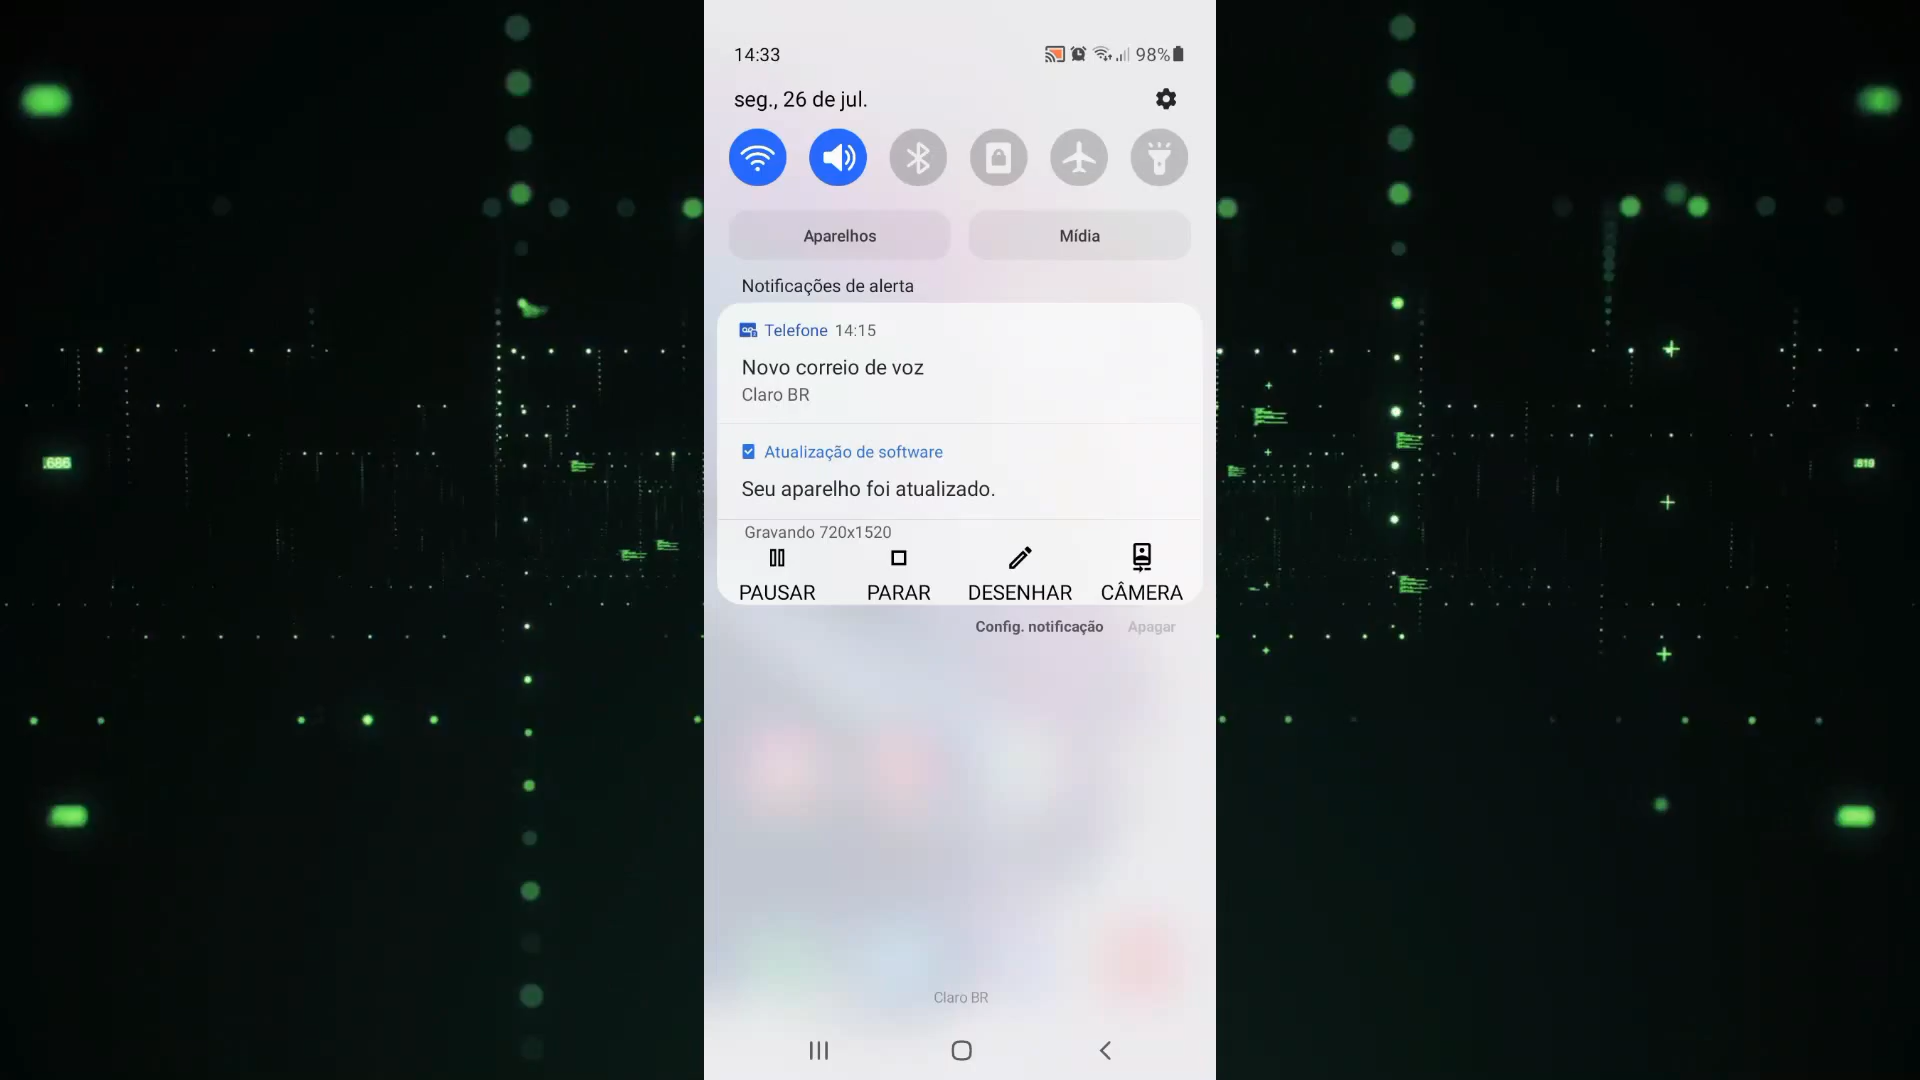 14:33
98%
seg., 26 de jul.
Aparelhos
Mídia
Notificações de alerta
Telefone 14:15
Novo correio de voz
Claro BR
Atualização de software
Seu aparelho foi atualizado.
Gravando 720x1520
PAUSAR PARAR DESENHAR CÂMERA
Config. notificação Apagar
Claro BR
.686
.819